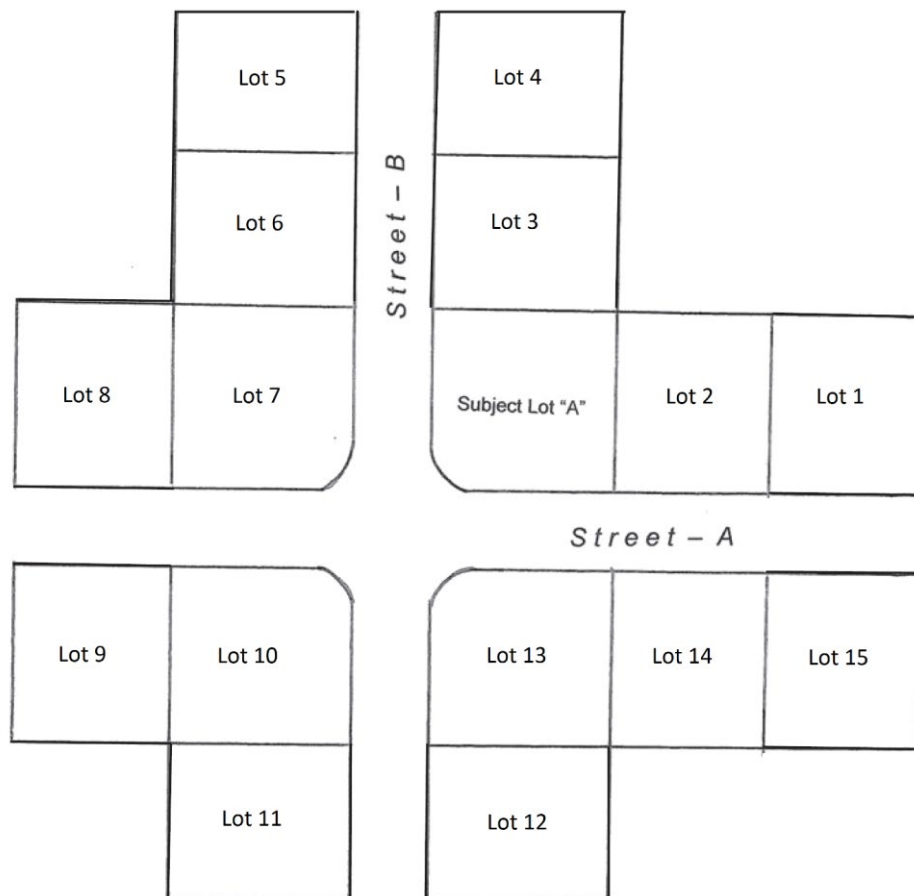 Lot 5
Lot 4
Street – B
Lot 6
Lot 3
Lot 8
Lot 7
Subject Lot "A"
Lot 2
Lot 1
Street – A
Lot 9
Lot 10
Lot 13
Lot 14
Lot 15
Lot 11
Lot 12